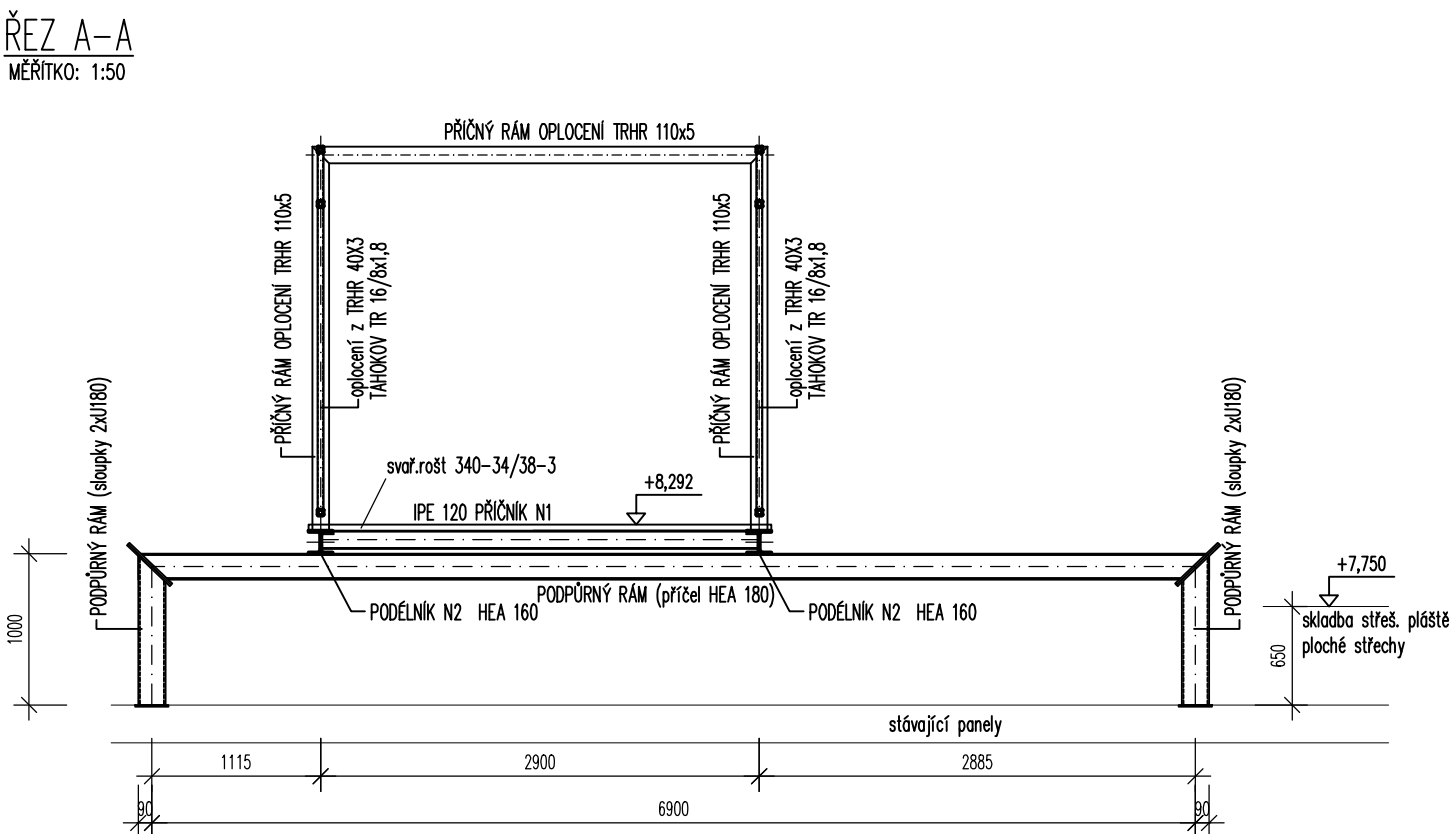 ŘEZ A-A
MĚŘÍTKO: 1:50
PŘÍČNÝ RÁM OPLOCENÍ TRHR 110x5
PŘÍČNÝ RÁM OPLOCENÍ TRHR 110x5
oplocení z TRHR 40X3
TAHOKOV TR 16/8x1,8
PŘÍČNÝ RÁM OPLOCENÍ TRHR 110x5
oplocení z TRHR 40X3
TAHOKOV TR 16/8x1,8
PODPŮRNÝ RÁM (sloupky 2xU180)
PODPŮRNÝ RÁM (sloupky 2xU180)
svař.rošt 340-34/38-3
+8,292
IPE 120 PŘÍČNÍK N1
+7,750
PODPŮRNÝ RÁM (příčel HEA 180)
PODÉLNÍK N2 HEA 160
PODÉLNÍK N2 HEA 160
skladba střeš. pláště
ploché střechy
1000
650
stávající panely
1115
2900
2885
90
6900
90